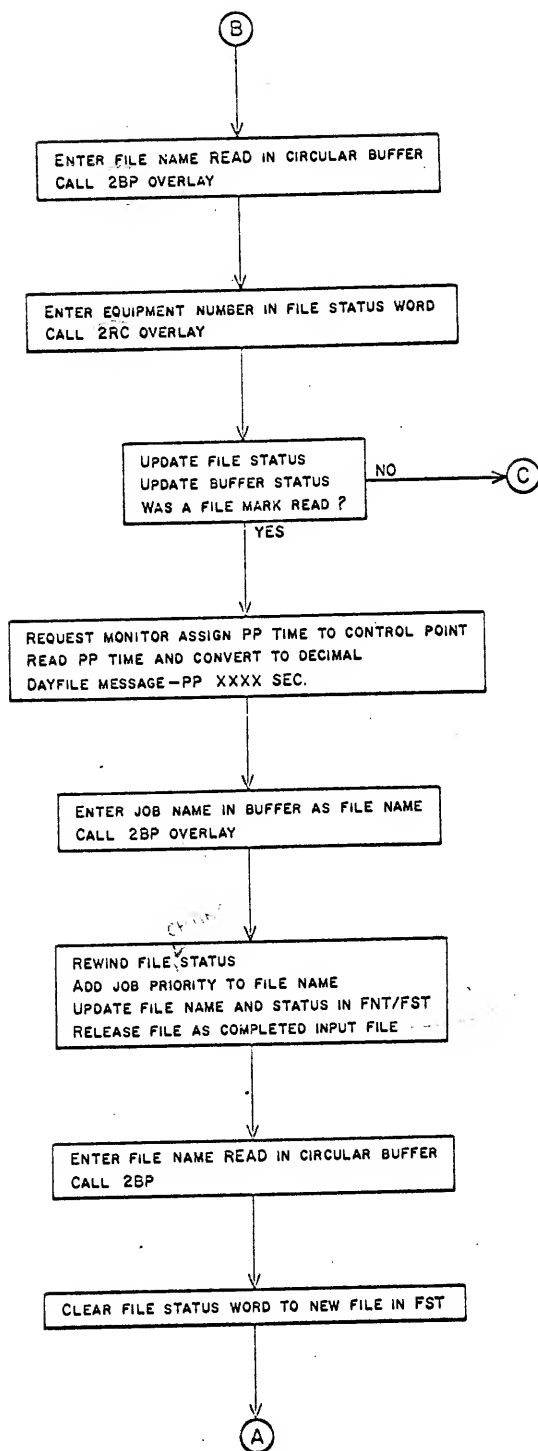 B
ENTER FILE NAME READ IN CIRCULAR BUFFER
CALL 2BP OVERLAY
ENTER EQUIPMENT NUMBER IN FILE STATUS WORD
CALL 2RC OVERLAY
UPDATE FILE STATUS
UPDATE BUFFER STATUS
WAS A FILE MARK READ ?
NO
C
YES
REQUEST MONITOR ASSIGN PP TIME TO CONTROL POINT
READ PP TIME AND CONVERT TO DECIMAL
DAYFILE MESSAGE—PP XXXX SEC.
ENTER JOB NAME IN BUFFER AS FILE NAME
CALL 2BP OVERLAY
REWIND FILE STATUS
ADD JOB PRIORITY TO FILE NAME
UPDATE FILE NAME AND STATUS IN FNT/FST
RELEASE FILE AS COMPLETED INPUT FILE
ENTER FILE NAME READ IN CIRCULAR BUFFER
CALL 2BP
CLEAR FILE STATUS WORD TO NEW FILE IN FST
A